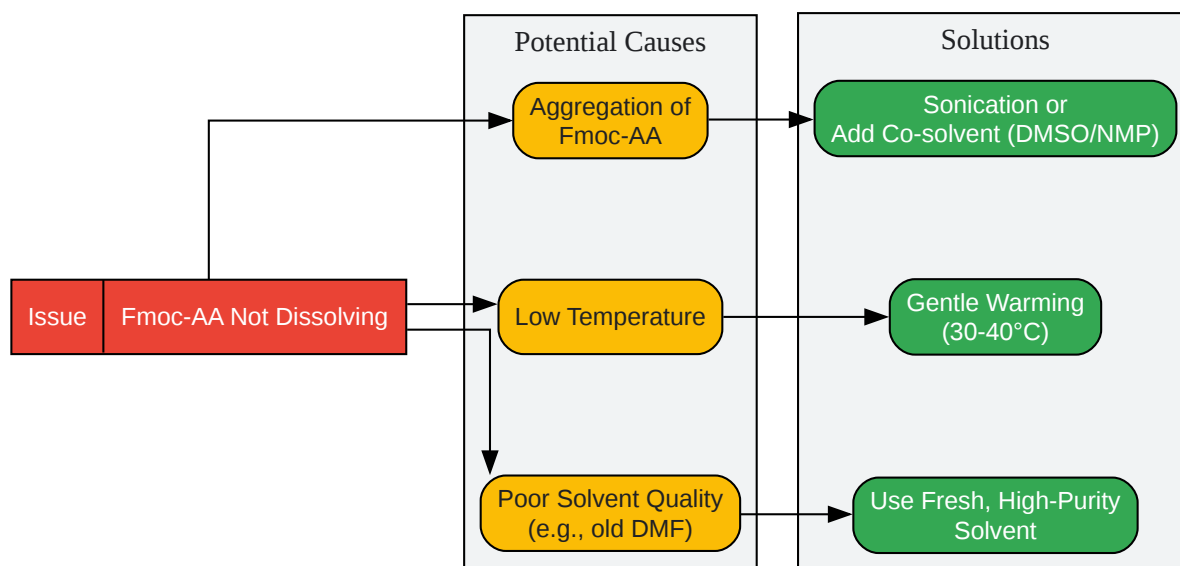 Potential Causes
Solutions
Aggregation of
Fmoc-AA
Sonication or
Add Co-solvent (DMSO/NMP)
Issue
Fmoc-AA Not Dissolving
Low Temperature
Gentle Warming
(30-40°C)
Poor Solvent Quality
(e.g., old DMF)
Use Fresh, High-Purity
Solvent